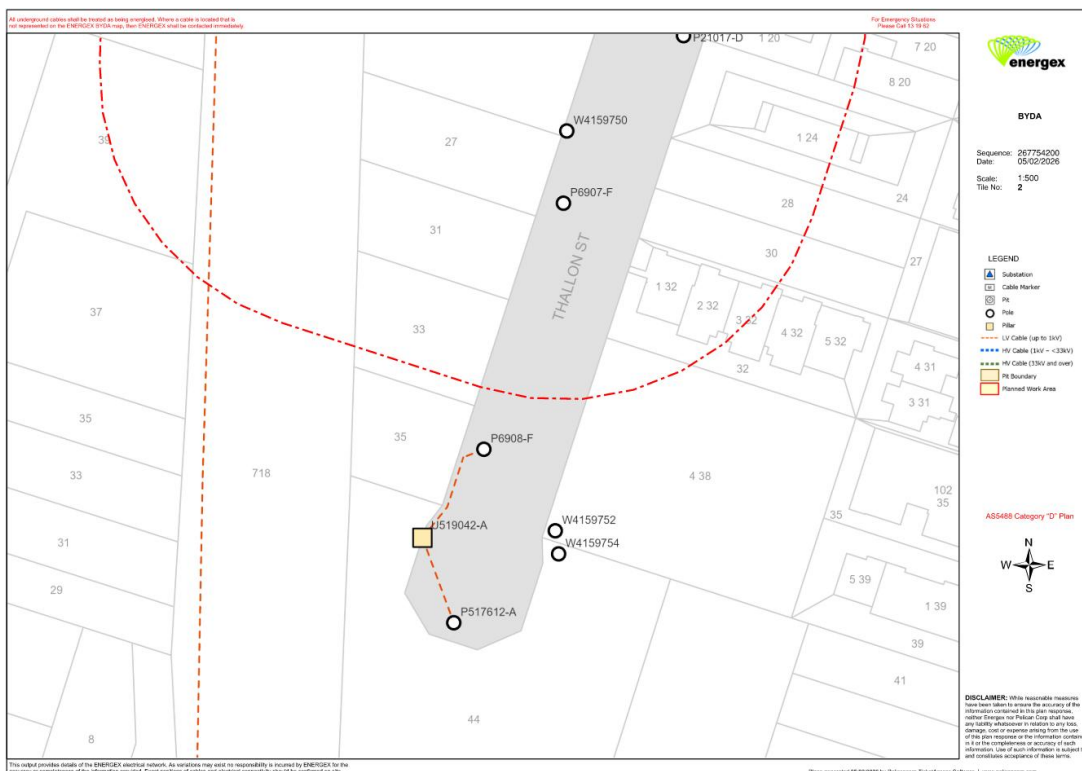 All underground cables shall be treated as being energised. Where a cable is located that is
not represented on the ENERGEX BYDA map, then ENERGEX shall be contacted immediately.
For Emergency Situations
Please Call 13 19 62
energex
BYDA
Sequence: 267754200
Date: 05/02/2026
Scale: 1:500
Tile No: 2
LEGEND
Substation
Cable Marker
Pit
Pole
Pillar
LV Cable (up to 1kV)
HV Cable (1kV – <33kV)
HV Cable (33kV and over)
Pit Boundary
Planned Work Area
AS5488 Category "D" Plan
N
W E
S
DISCLAIMER: While reasonable measures
have been taken to ensure the accuracy of the
information contained in this plan response,
neither Energex nor Pelican Corp shall have
any liability whatsoever in relation to any loss,
damage, cost or expense arising from the use
of this plan response or the information contained
in it or the completeness or accuracy of such
information. Use of such information is subject to
and constitutes acceptance of these terms.
P21017-D
1 20
7 20
8 20
W4159750
1 24
39
27
P6907-F
24
28
31
30
27
THALLON ST
1 32
2 32
3 32
4 32
5 32
37
33
32
4 31
3 31
35
35
P6908-F
33
718
4 38
102
35
35
U519042-A
W4159752
W4159754
31
29
5 39
1 39
P517612-A
39
41
44
8
This output provides details of the ENERGEX electrical network. As variations may exist no responsibility is incurred by ENERGEX for the